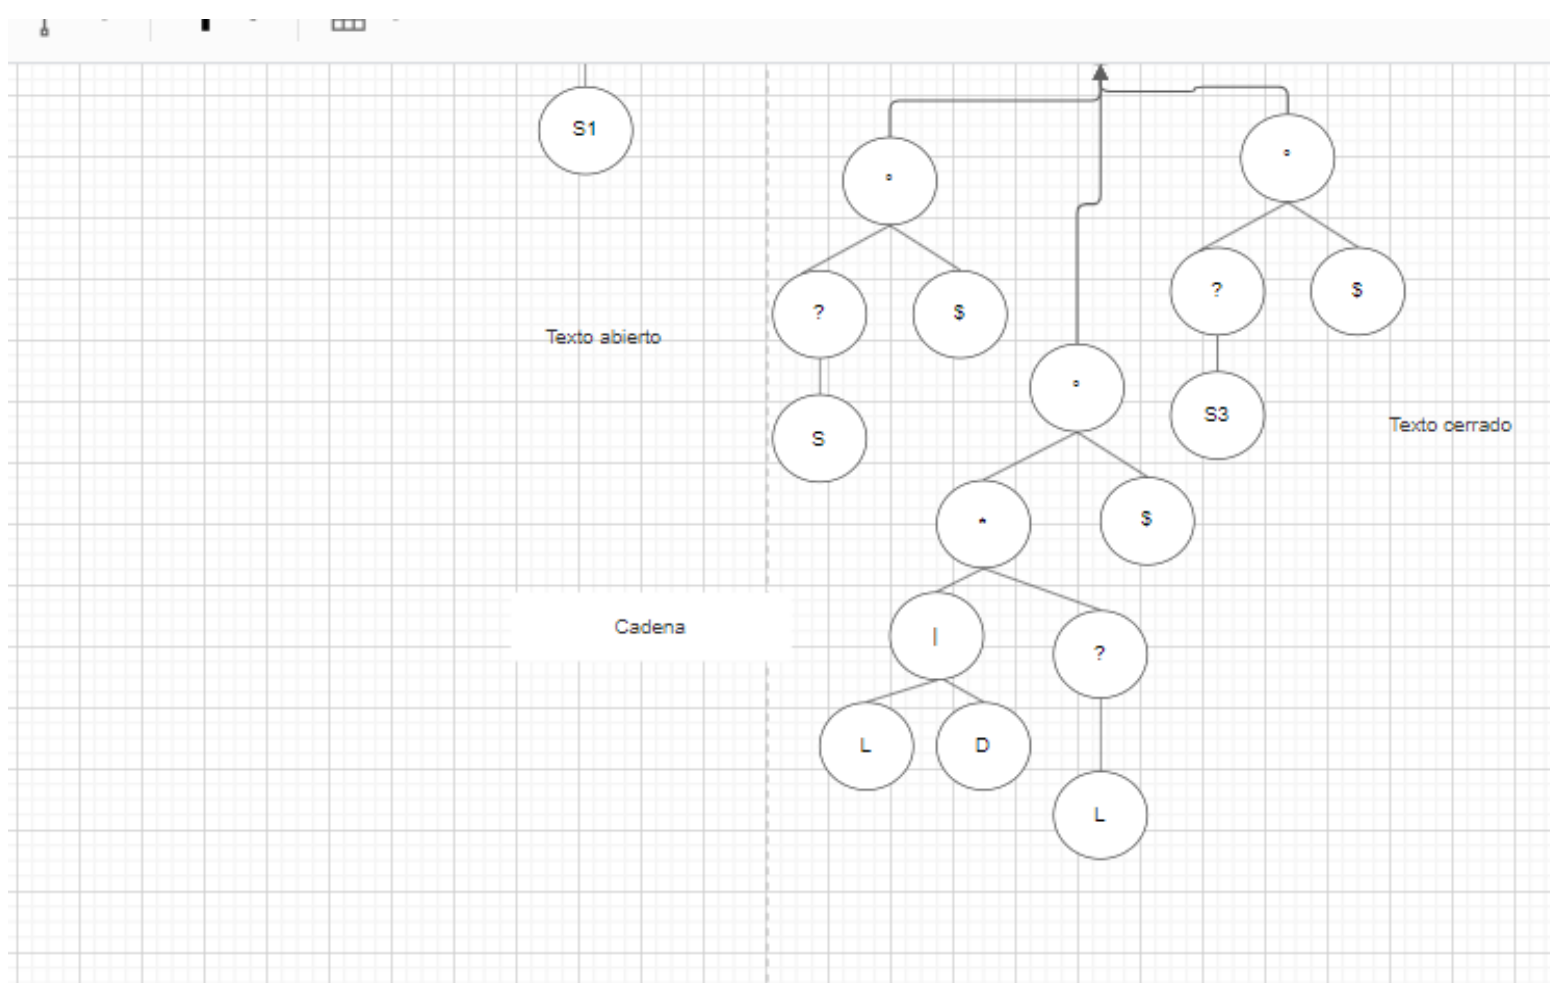 S1
°
°
?
$
?
$
Texto abierto
°
S
S3
Texto cerrado
*
$
Cadena
|
?
L
D
L